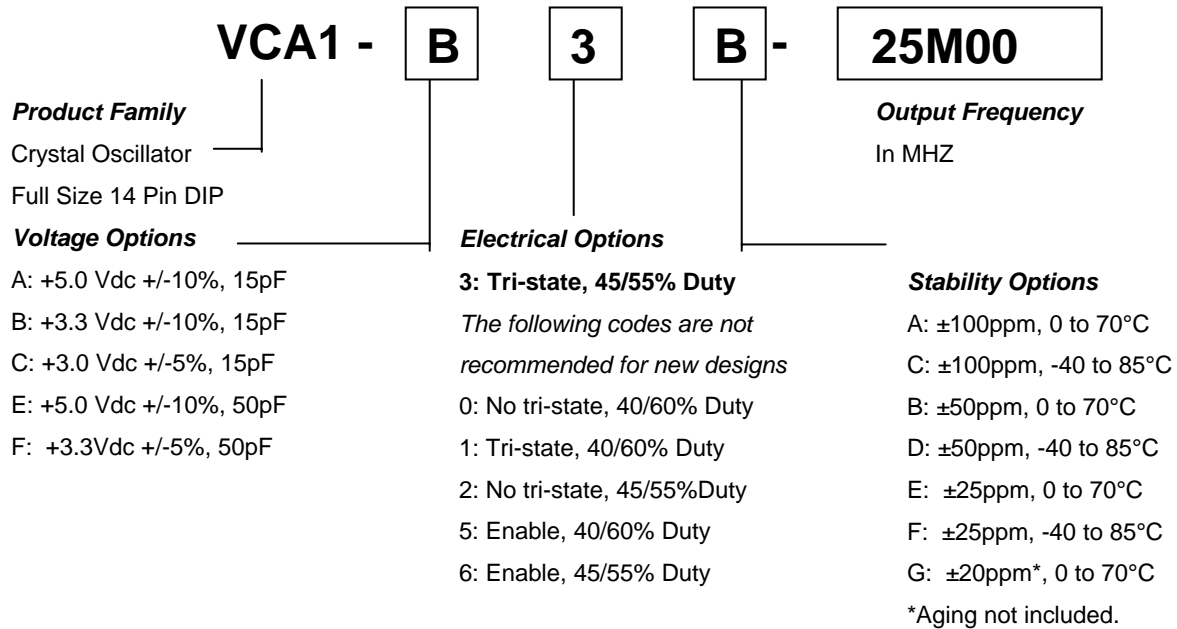 VCA1 - B 3 B - 25M00
Product Family
Crystal Oscillator
Full Size 14 Pin DIP
Voltage Options
A: +5.0 Vdc +/-10%, 15pF
B: +3.3 Vdc +/-10%, 15pF
C: +3.0 Vdc +/-5%, 15pF
E: +5.0 Vdc +/-10%, 50pF
F: +3.3Vdc +/-5%, 50pF
Electrical Options
3: Tri-state, 45/55% Duty
The following codes are not
recommended for new designs
0: No tri-state, 40/60% Duty
1: Tri-state, 40/60% Duty
2: No tri-state, 45/55%Duty
5: Enable, 40/60% Duty
6: Enable, 45/55% Duty
Output Frequency
In MHZ
Stability Options
A: ±100ppm, 0 to 70°C
C: ±100ppm, -40 to 85°C
B: ±50ppm, 0 to 70°C
D: ±50ppm, -40 to 85°C
E: ±25ppm, 0 to 70°C
F: ±25ppm, -40 to 85°C
G: ±20ppm*, 0 to 70°C
*Aging not included.